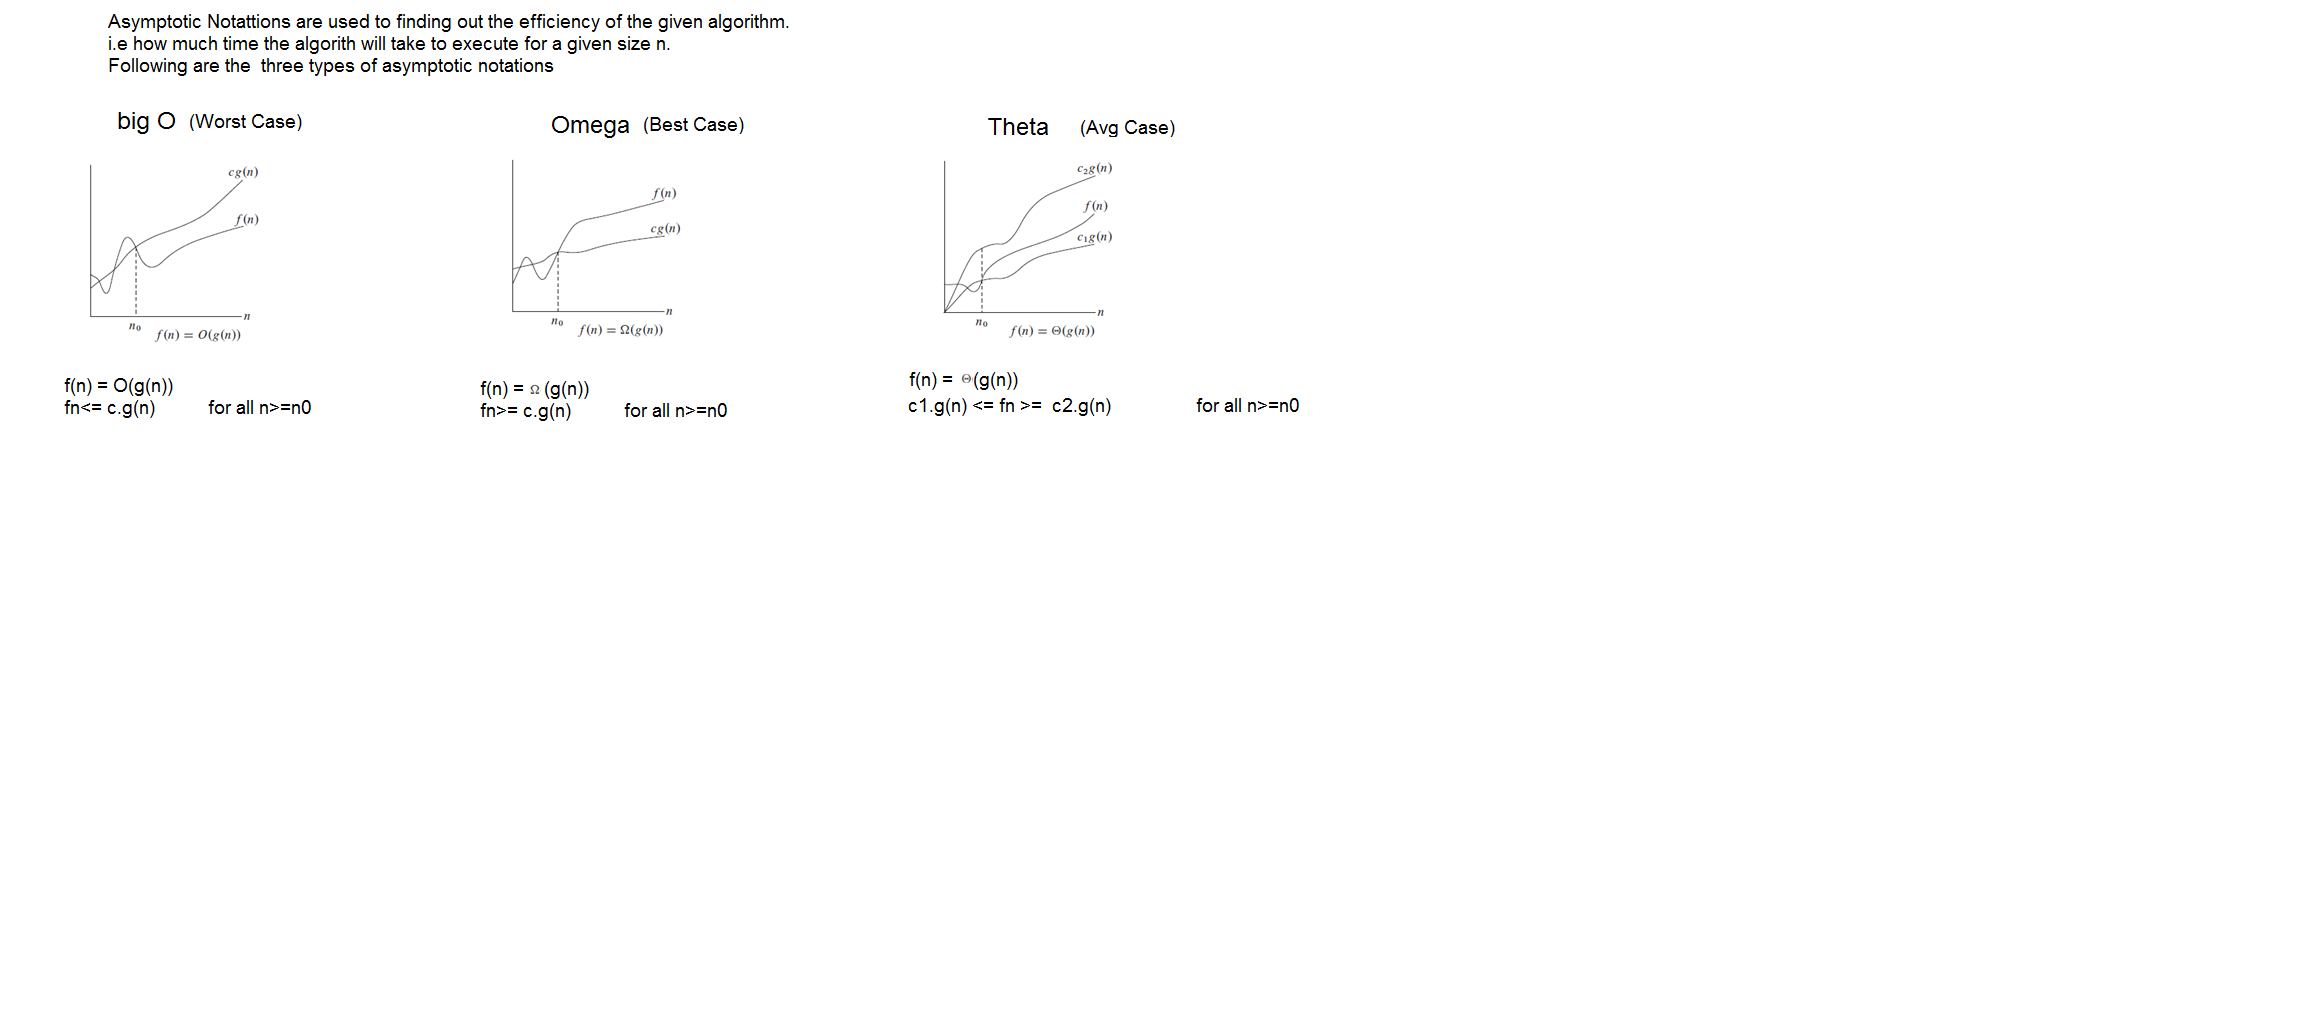 Asymptotic Notattions are used to finding out the efficiency of the given algorithm.
i.e how much time the algorith will take to execute for a given size n.
Following are the  three types of asymptotic notations
big O  (Worst Case)
cg(n)
f(n)
n
n₀
f(n) = O(g(n))
f(n) = O(g(n))
fn<= c.g(n)     for all n>=n0
Omega  (Best Case)
f(n)
cg(n)
n
n₀
f(n) = Ω(g(n))
f(n) = Ω (g(n))
fn>= c.g(n)     for all n>=n0
Theta   (Avg Case)
c₂g(n)
f(n)
c₁g(n)
n
n₀
f(n) = Θ(g(n))
f(n) =  Θ(g(n))
c1.g(n) <= fn >=  c2.g(n)     for all n>=n0